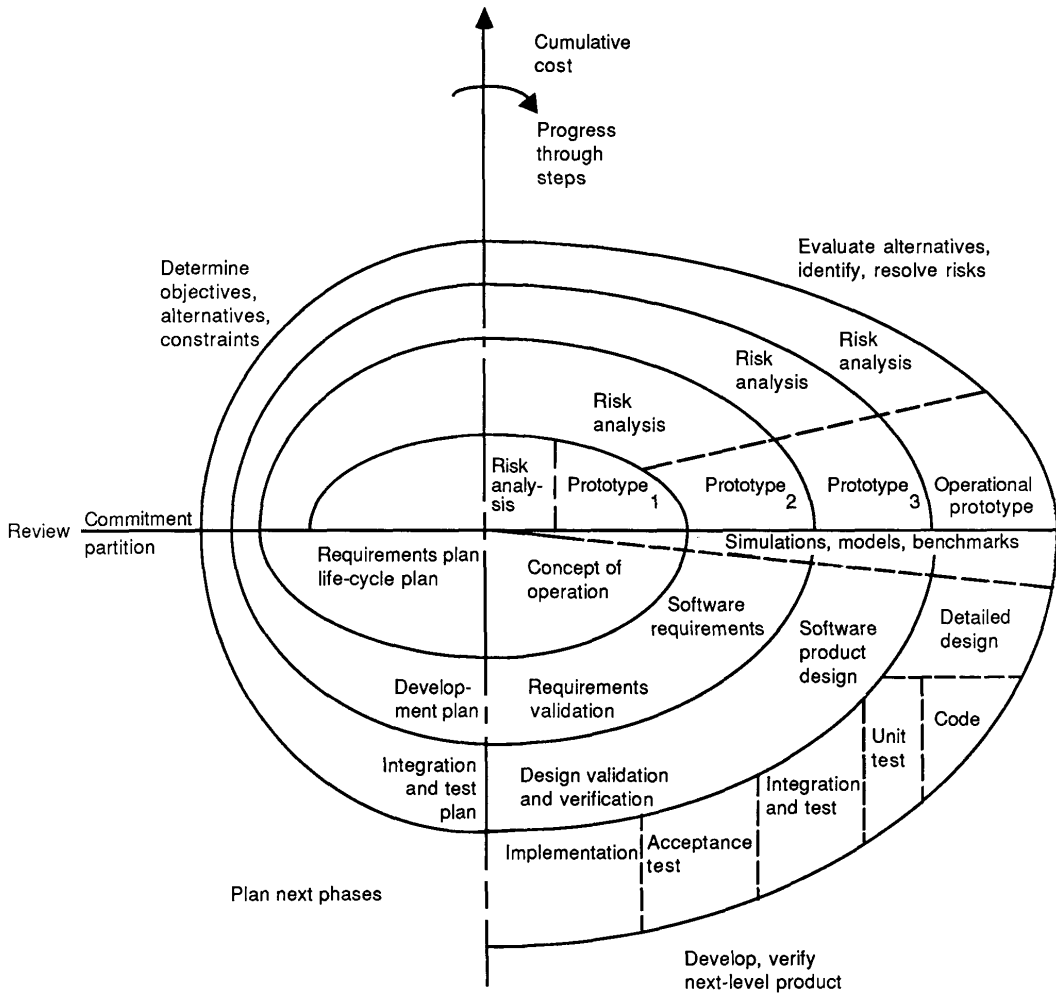 Cumulative
cost
Progress
through
steps
Evaluate alternatives,
identify, resolve risks
Determine
objectives,
alternatives,
constraints
Risk
analysis
Risk
analysis
Risk
analysis
Risk
analy-
sis
Prototype
1
Prototype
2
Prototype
3
Operational
prototype
Review
Commitment
partition
Simulations, models, benchmarks
Requirements plan
life-cycle plan
Concept of
operation
Software
requirements
Software
product
design
Detailed
design
Develop-
ment plan
Requirements
validation
Unit
test
Code
Integration
and test
plan
Design validation
and verification
Integration
and test
Implementation
Acceptance
test
Plan next phases
Develop, verify
next-level product